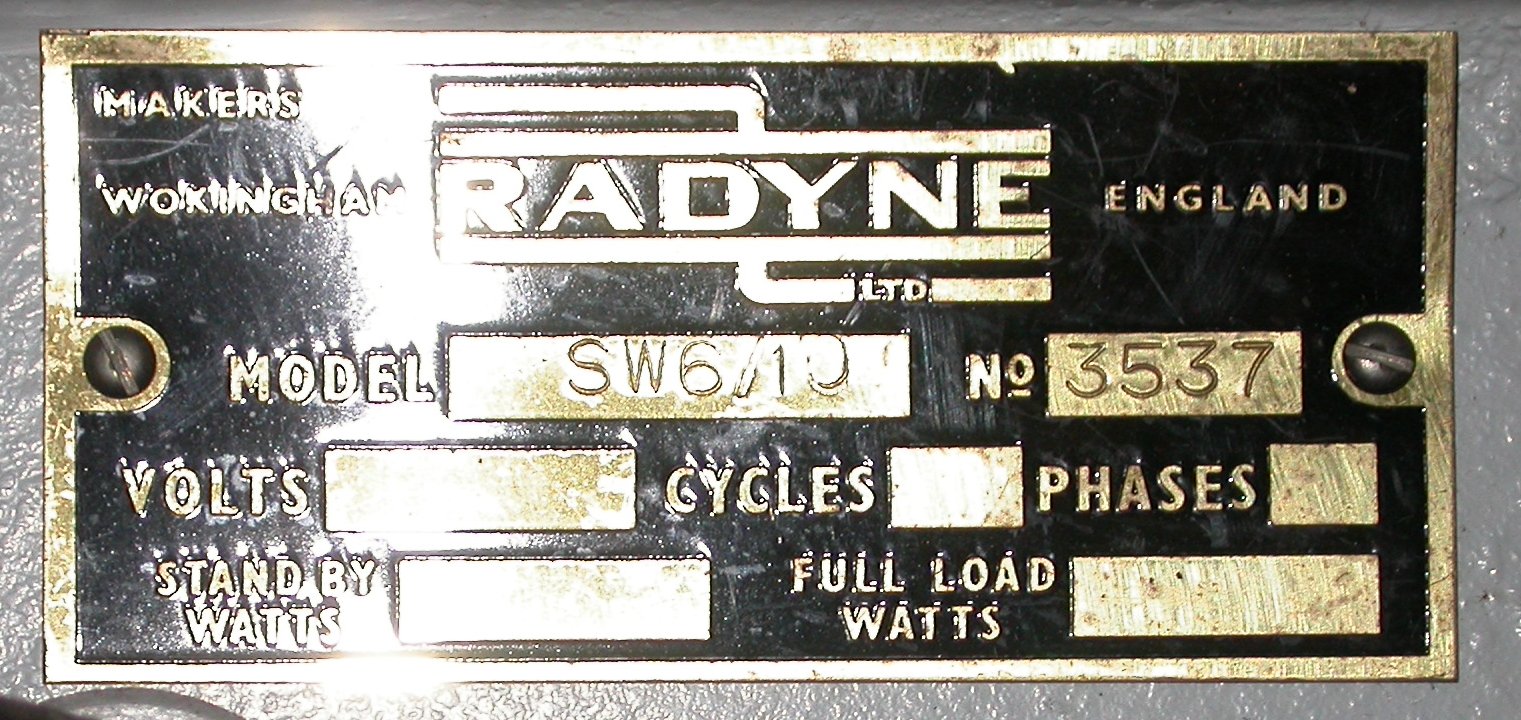 MAKERS
WOKINGHAM RADYNE ENGLAND
LTD
MODEL SW6/10 Nº 3537
VOLTS CYCLES PHASES
STAND BY WATTS
FULL LOAD WATTS